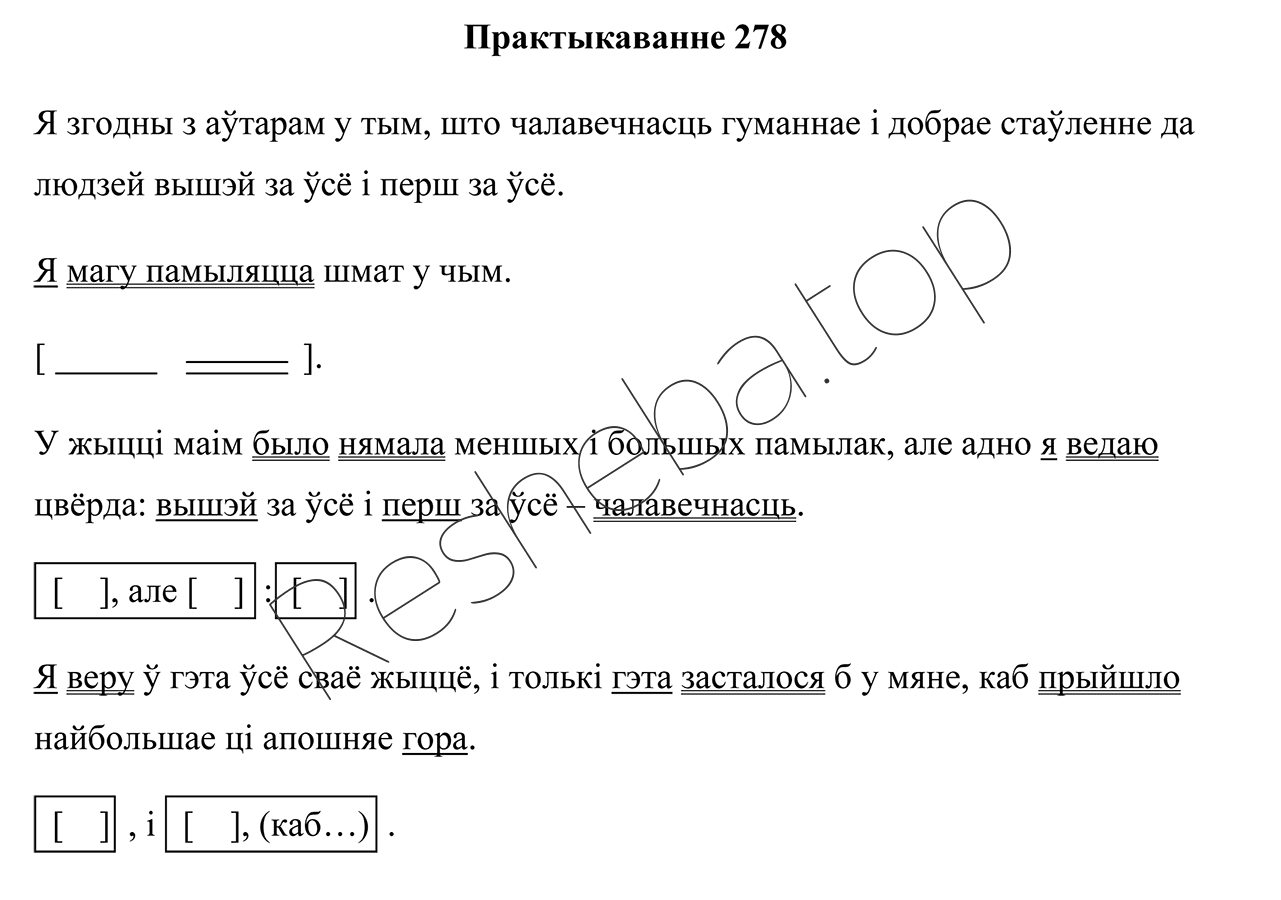 Практыкаванне 278
Я згодны з аўтарам у тым, што чалавечнасць гуманнае і добрае стаўленне да
людзей вышэй за ўсё і перш за ўсё.
Я магу памыляцца шмат у чым.
[ ______ ______ ].
У жыцці маім было нямала меншых і большых памылак, але адно я ведаю
цвёрда: вышэй за ўсё і перш за ўсё – чалавечнасць.
[ ], але [ ] : [ ] .
Я веру ў гэта ўсё сваё жыццё, і толькі гэта засталося б у мяне, каб прыйшло
найбольшае ці апошняе гора.
[ ] , і [ ], (каб…) .
Resheba.top